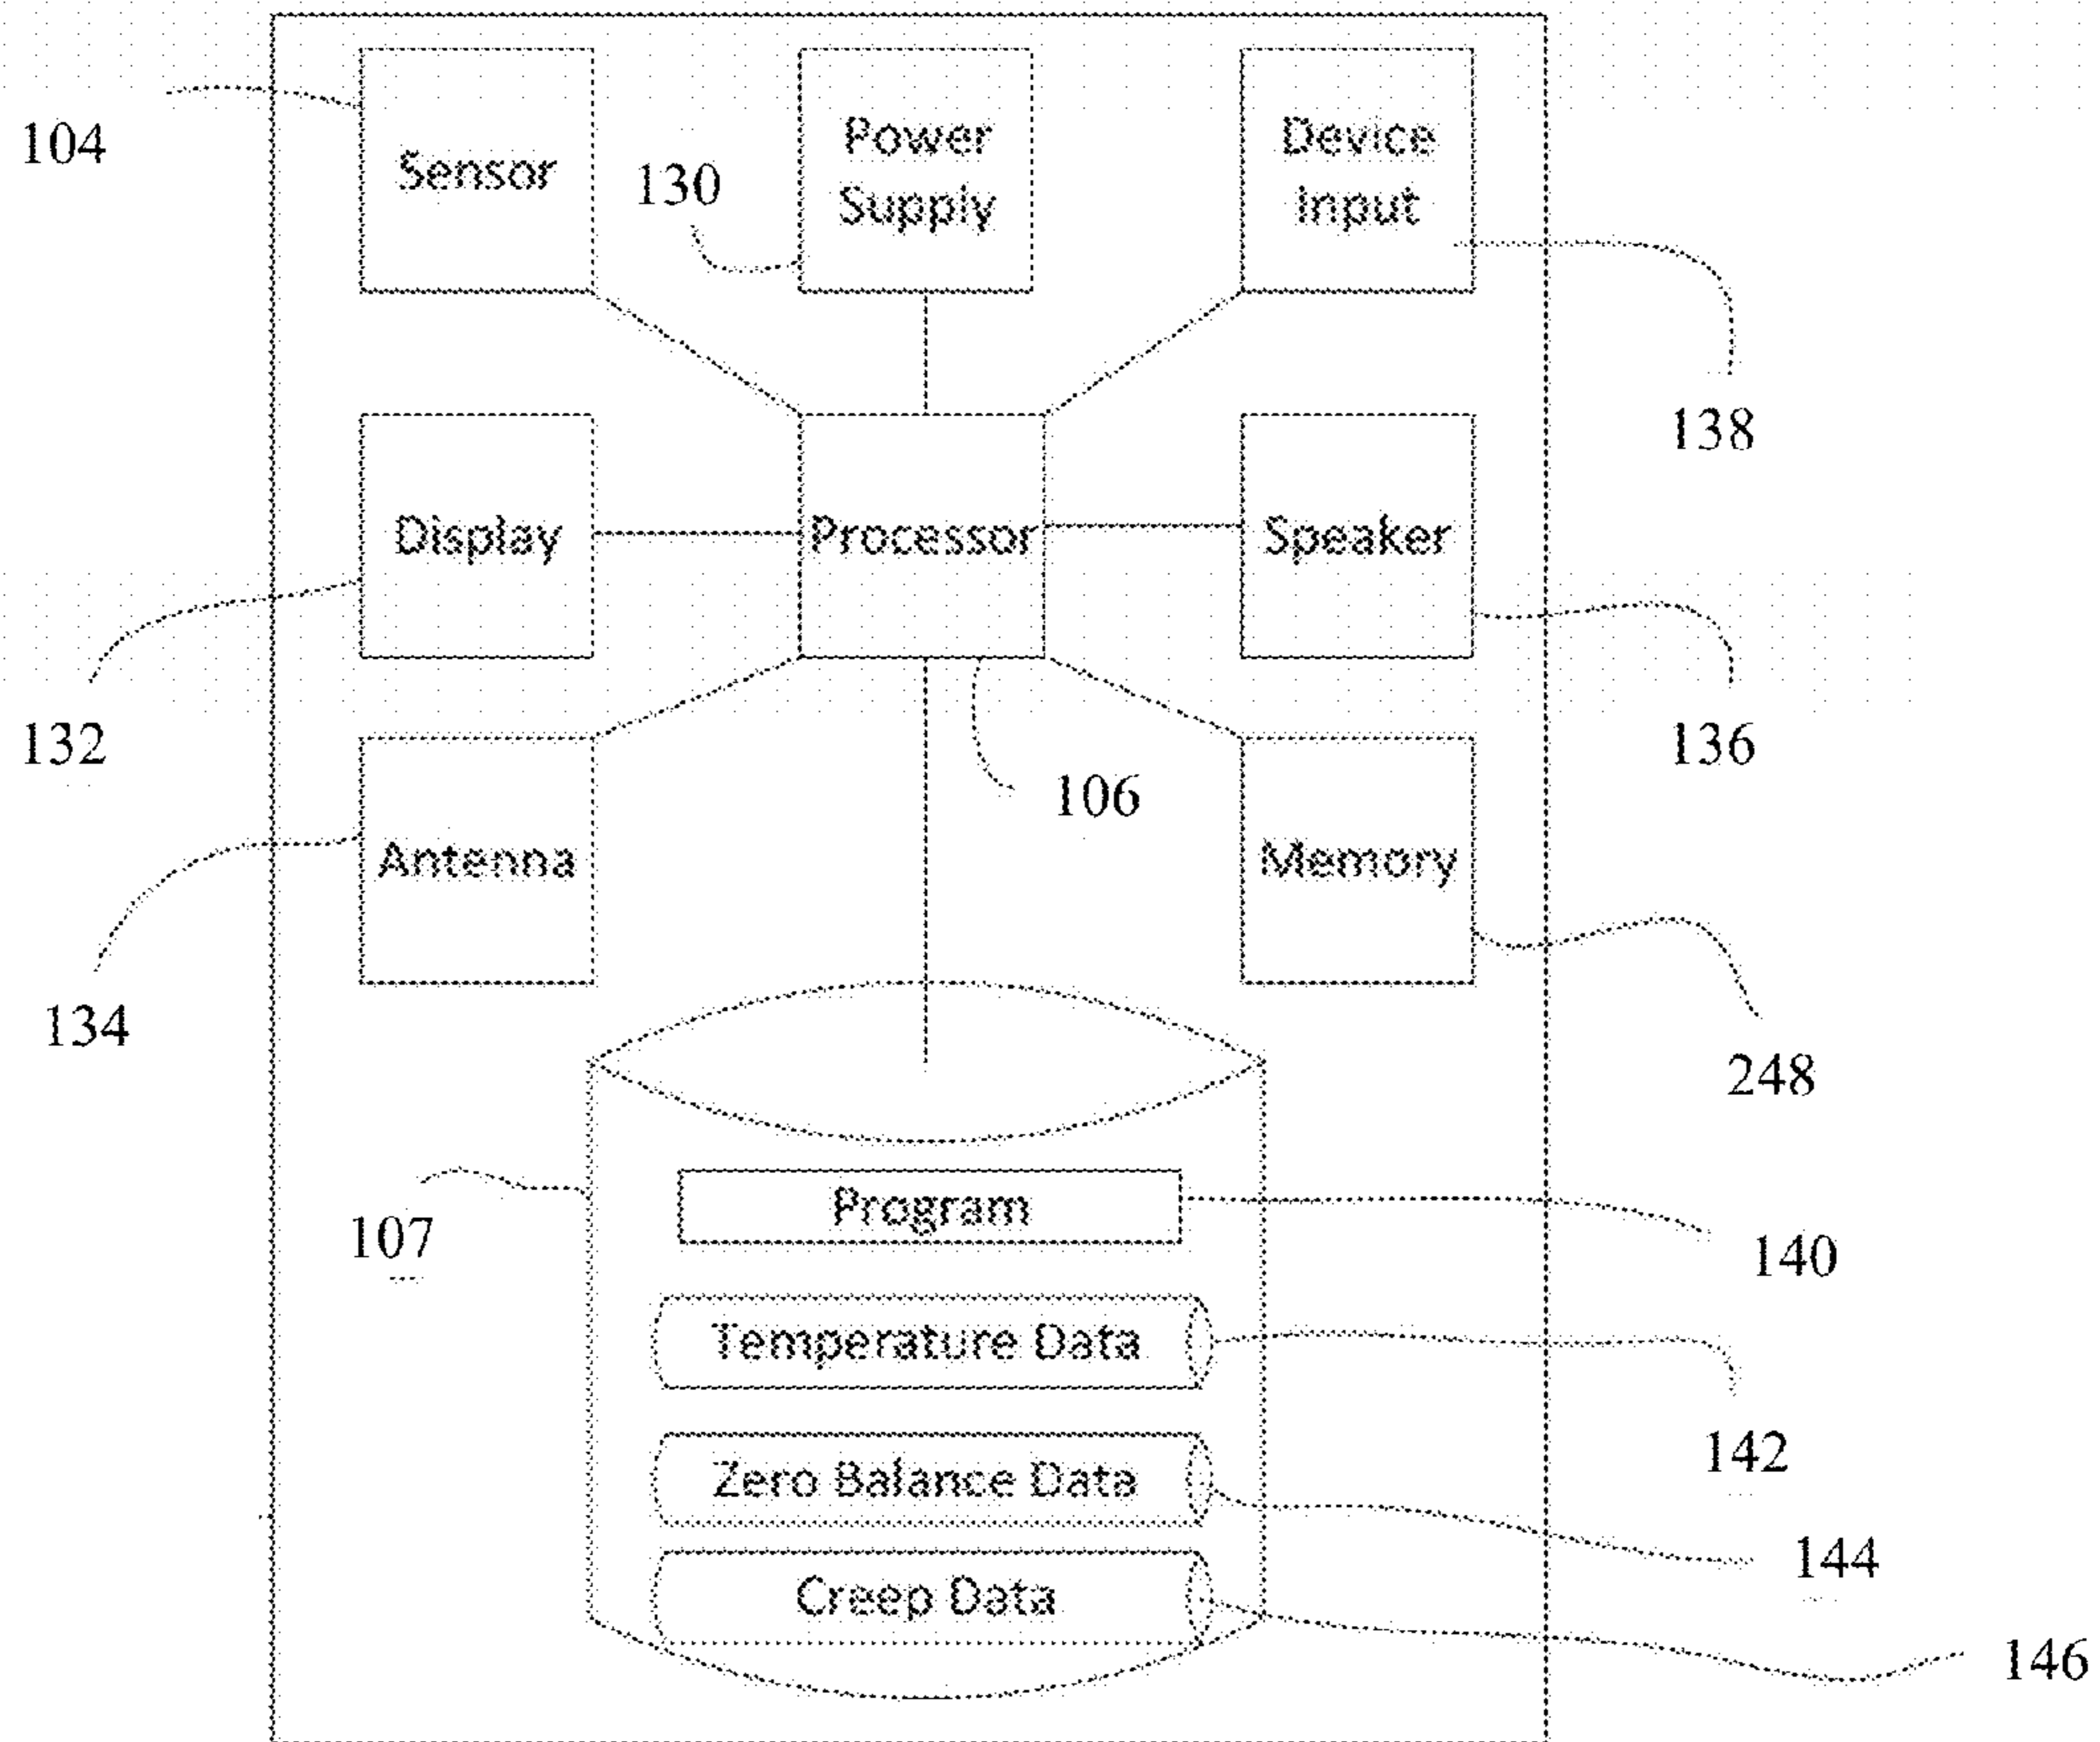 104
Sensor
130
Power
Supply
Device
Input
138
Display
Processor
Speaker
132
136
106
Antenna
Memory
134
248
107
Program
140
Temperature Data
142
Zero Balance Data
144
Creep Data
146